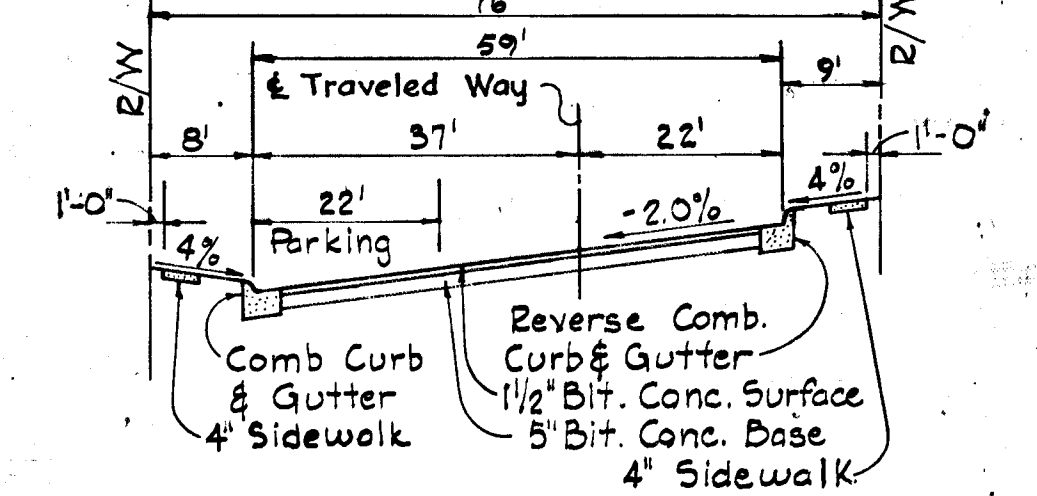 76'
R/W
R/W
59'
9'
℄ Traveled Way
8'
37'
22'
1'-0"
1'-0"
22'
Parking
4%
-2.0%
4%
Comb Curb
& Gutter
4" Sidewalk
Reverse Comb.
Curb & Gutter
1½" Bit. Conc. Surface
5" Bit. Conc. Base
4" Sidewalk